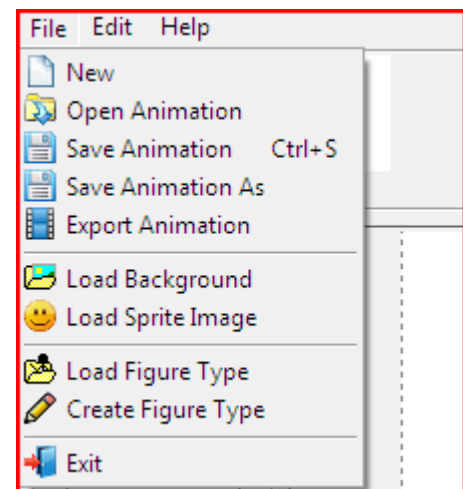 File Edit Help
New
Open Animation
Save Animation Ctrl+S
Save Animation As
Export Animation
Load Background
Load Sprite Image
Load Figure Type
Create Figure Type
Exit